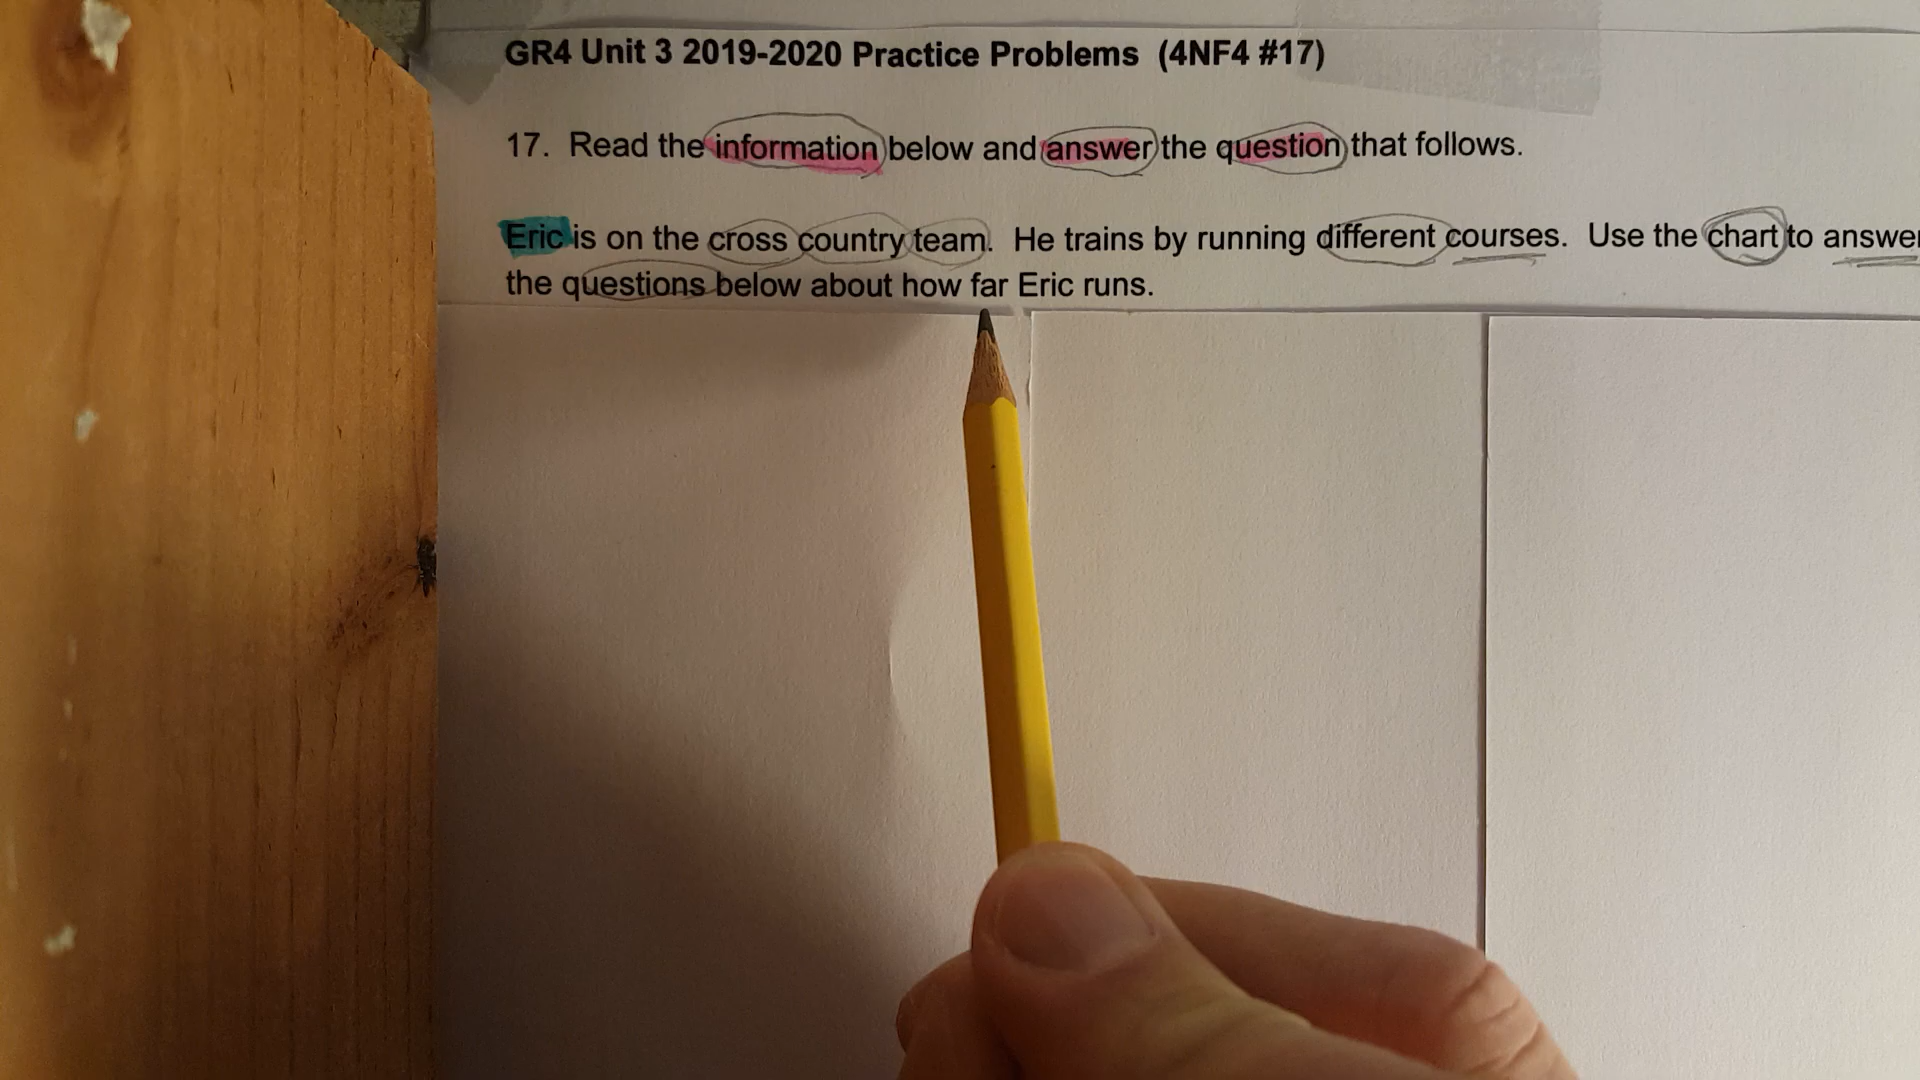 GR4 Unit 3 2019-2020 Practice Problems (4NF4 #17)
17. Read the information below and answer the question that follows.
Eric is on the cross country team. He trains by running different courses. Use the chart to answer
the questions below about how far Eric runs.